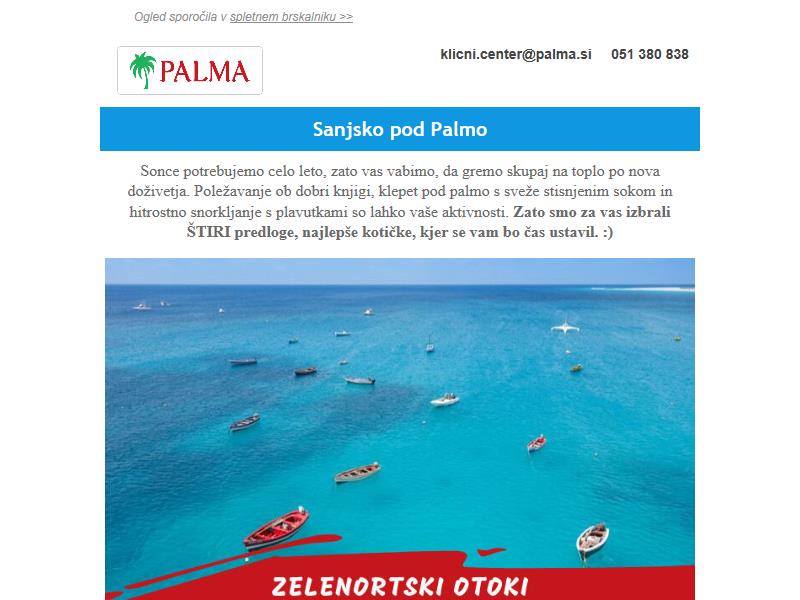 Ogled sporočila v spletnem brskalniku >>
PALMA
klicni.center@palma.si 051 380 838
Sanjsko pod Palmo
Sonce potrebujemo celo leto, zato vas vabimo, da gremo skupaj na toplo po nova
doživetja. Poležavanje ob dobri knjigi, klepet pod palmo s sveže stisnjenim sokom in
hitrostno snorkljanje s plavutkami so lahko vaše aktivnosti. Zato smo za vas izbrali
ŠTIRI predloge, najlepše kotičke, kjer se vam bo čas ustavil. :)
ZELENORTSKI OTOKI